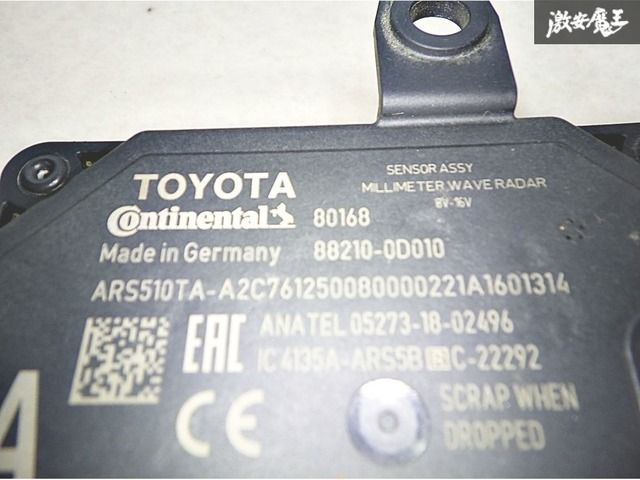 激安魔王
SENSOR ASSY
MILLIMETER WAVE RADAR
8V-16V
TOYOTA
Continental 80168
Made in Germany 88210-0D010
ARS510TA-A2C761250080000221A1601314
ANATEL 05273-18-02496
EAC
IC 4135A-ARS5B C-22292
CE
SCRAP WHEN
DROPPED
A